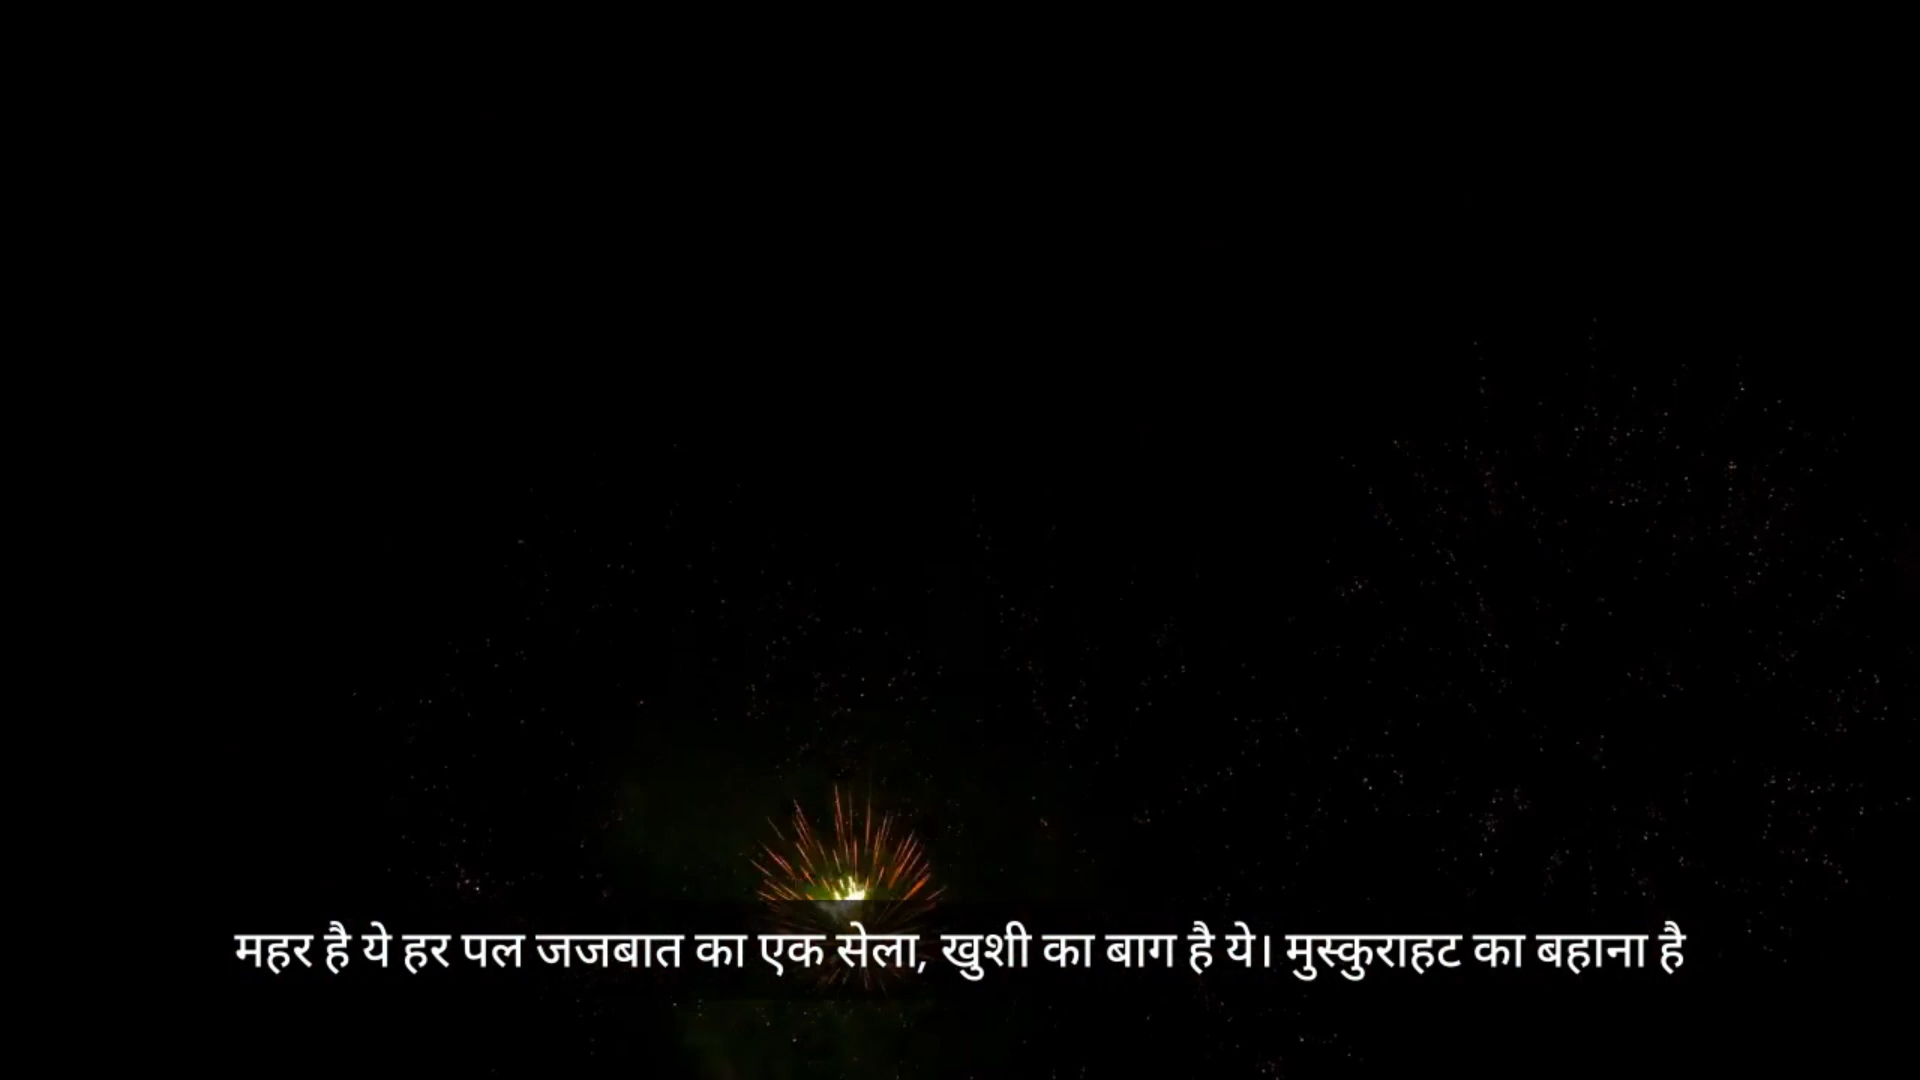 महर है ये हर पल जजबात का एक सेला, खुशी का बाग है ये। मुस्कुराहट का बहाना है